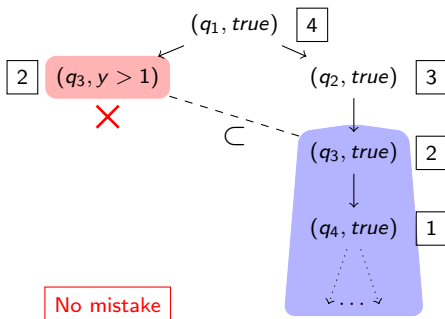 (q₁, true) 4
2 (q₃, y > 1) (q₂, true) 3
⊂
(q₃, true) 2
(q₄, true) 1
...
No mistake